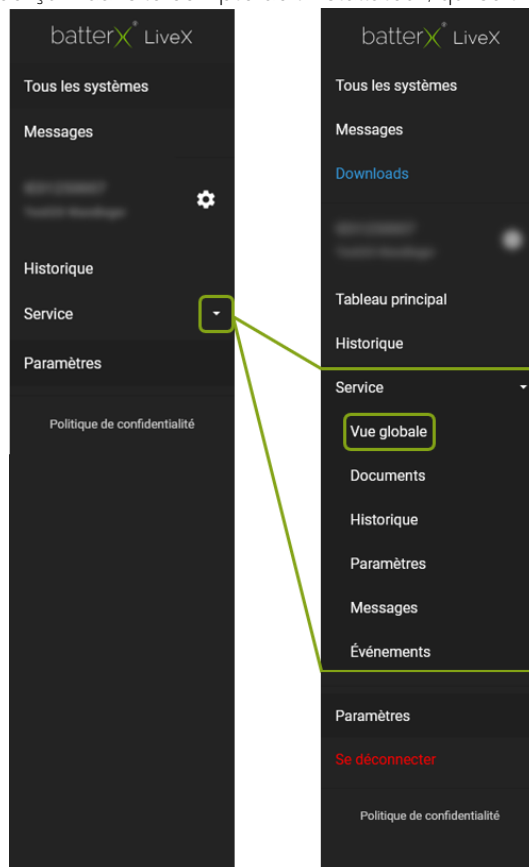 batterX LiveX
Tous les systèmes
Messages
Historique
Service
Paramètres
Politique de confidentialité
batterX LiveX
Tous les systèmes
Messages
Downloads
Tableau principal
Historique
Service
Vue globale
Documents
Historique
Paramètres
Messages
Événements
Paramètres
Se déconnecter
Politique de confidentialité